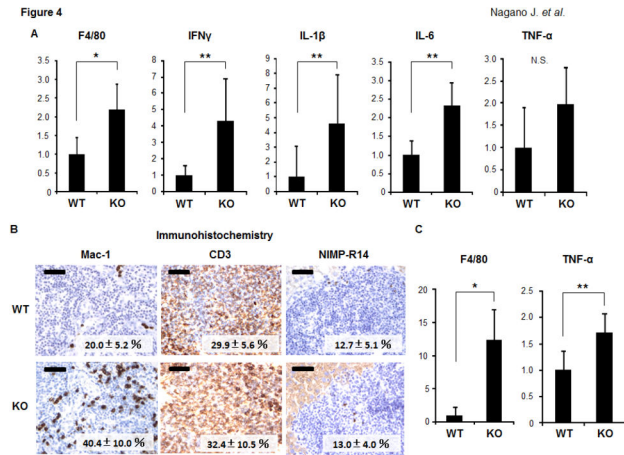 Figure 4
Nagano J. et al.
A
F4/80
IFNγ
IL-1β
IL-6
TNF-α
*
**
**
**
N.S.
3.5
3.0
2.5
2.0
1.5
1.0
0.5
0.0
8
7
6
5
4
3
2
1
0
9
8
7
6
5
4
3
2
1
0
3.5
3.0
2.5
2.0
1.5
1.0
0.5
0.0
3.0
2.5
2.0
1.5
1.0
0.5
0.0
WT KO
WT KO
WT KO
WT KO
WT KO
B
Immunohistochemistry
Mac-1
CD3
NIMP-R14
WT
20.0 ± 5.2 %
29.9 ± 5.6 %
12.7 ± 5.1 %
KO
40.4 ± 10.0 %
32.4 ± 10.5 %
13.0 ± 4.0 %
C
F4/80
TNF-α
*
**
20
15
10
5
0
2.5
2.0
1.5
1.0
0.5
0.0
WT KO
WT KO